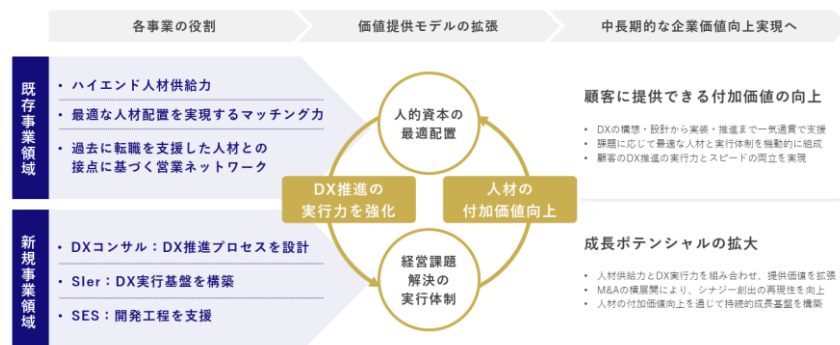 各事業の役割
価値提供モデルの拡張
中長期的な企業価値向上実現へ
既存事業領域
・ハイエンド人材供給力
・最適な人材配置を実現するマッチング力
・過去に転職を支援した人材との
接点に基づく営業ネットワーク
新規事業領域
・DXコンサル：DX推進プロセスを設計
・SIer：DX実行基盤を構築
・SES：開発工程を支援
人的資本の
最適配置
DX推進の
実行力を強化
人材の
付加価値向上
経営課題
解決の
実行体制
顧客に提供できる付加価値の向上
・DXの構想・設計から実装・推進まで一気通貫で支援
・課題に応じて最適な人材と実行体制を機動的に組成
・顧客のDX推進の実行力とスピードの両立を実現
成長ポテンシャルの拡大
・人材供給力とDX実行力を組み合わせ、提供価値を拡張
・M&Aの横展開により、シナジー創出の再現性を向上
・人材の付加価値向上を通じて持続的成長基盤を構築